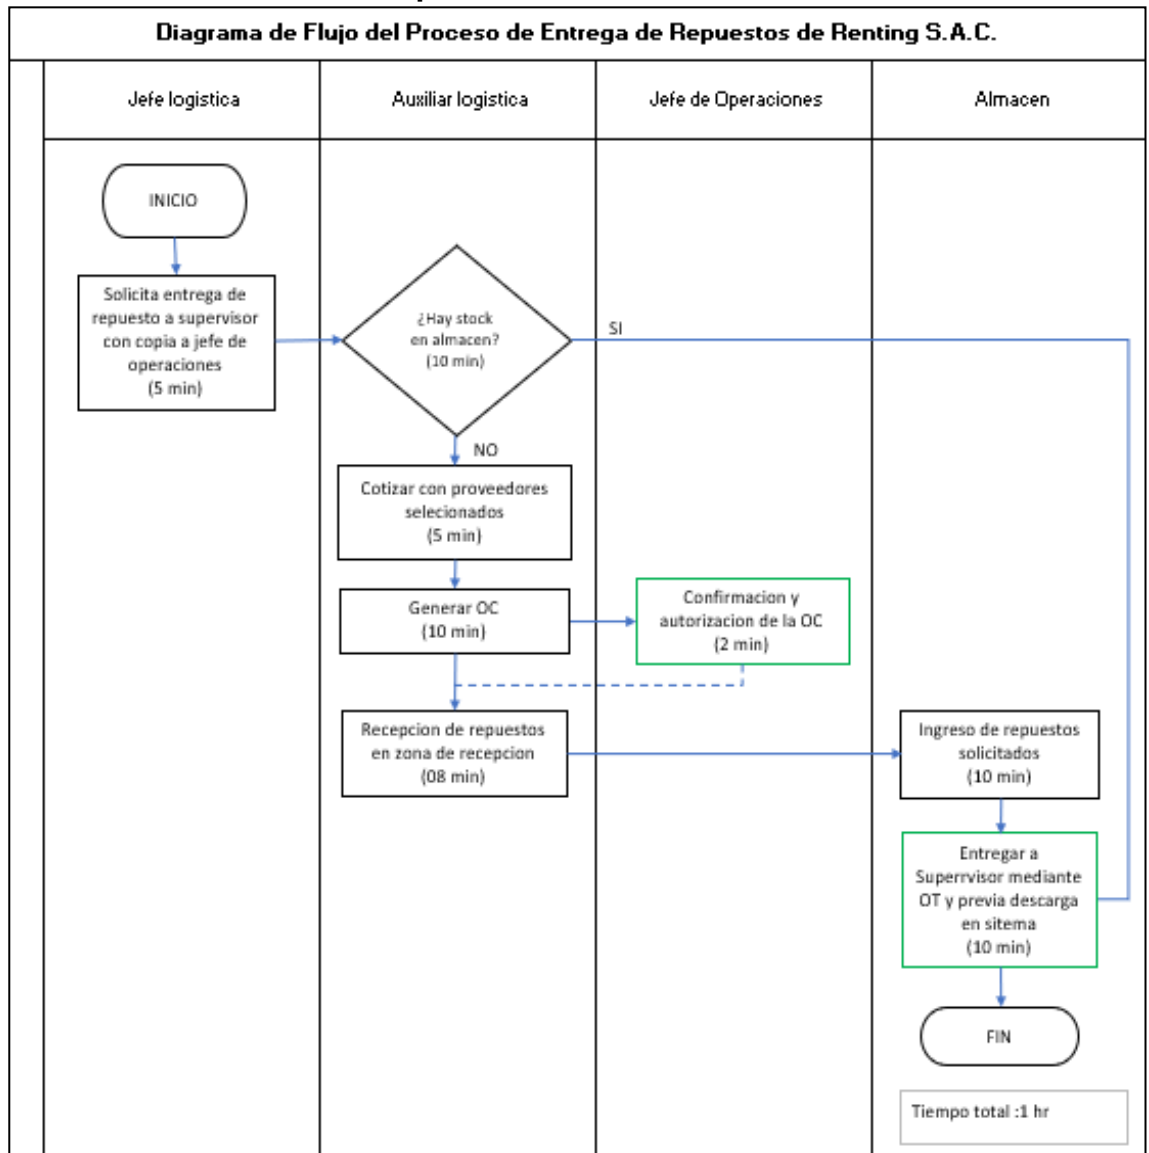 Diagrama de Flujo del Proceso de Entrega de Repuestos de Renting S.A.C.
Jefe logistica
Auxiliar logistica
Jefe de Operaciones
Almacen
INICIO
Solicita entrega de
repuesto a supervisor
con copia a jefe de
operaciones
(5 min)
¿Hay stock
en almacen?
(10 min)
SI
NO
Cotizar con proveedores
selecionados
(5 min)
Generar OC
(10 min)
Confirmacion y
autorizacion de la OC
(2 min)
Recepcion de repuestos
en zona de recepcion
(08 min)
Ingreso de repuestos
solicitados
(10 min)
Entregar a
Superrvisor mediante
OT y previa descarga
en sitema
(10 min)
FIN
Tiempo total :1 hr